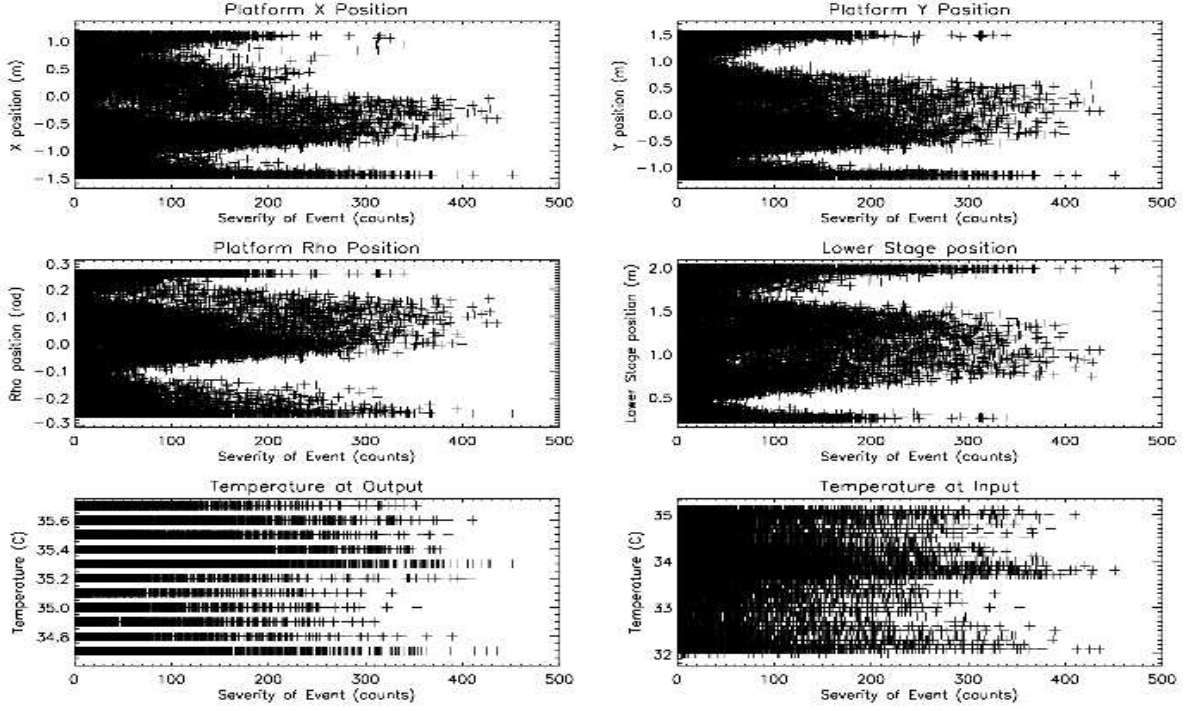 Platform X Position
X position (m)
1.0
0.5
0.0
−0.5
−1.0
−1.5
0 100 200 300 400 500
Severity of Event (counts)
Platform Y Position
Y position (m)
1.5
1.0
0.5
0.0
−0.5
−1.0
0 100 200 300 400 500
Severity of Event (counts)
Platform Rho Position
Rho position (rad)
0.3
0.2
0.1
0.0
−0.1
−0.2
−0.3
0 100 200 300 400 500
Severity of Event (counts)
Lower Stage position
Lower Stage position (m)
2.0
1.5
1.0
0.5
0 100 200 300 400 500
Severity of Event (counts)
Temperature at Output
Temperature (C)
35.6
35.4
35.2
35.0
34.8
0 100 200 300 400 500
Severity of Event (counts)
Temperature at Input
Temperature (C)
35
34
33
32
0 100 200 300 400 500
Severity of Event (counts)